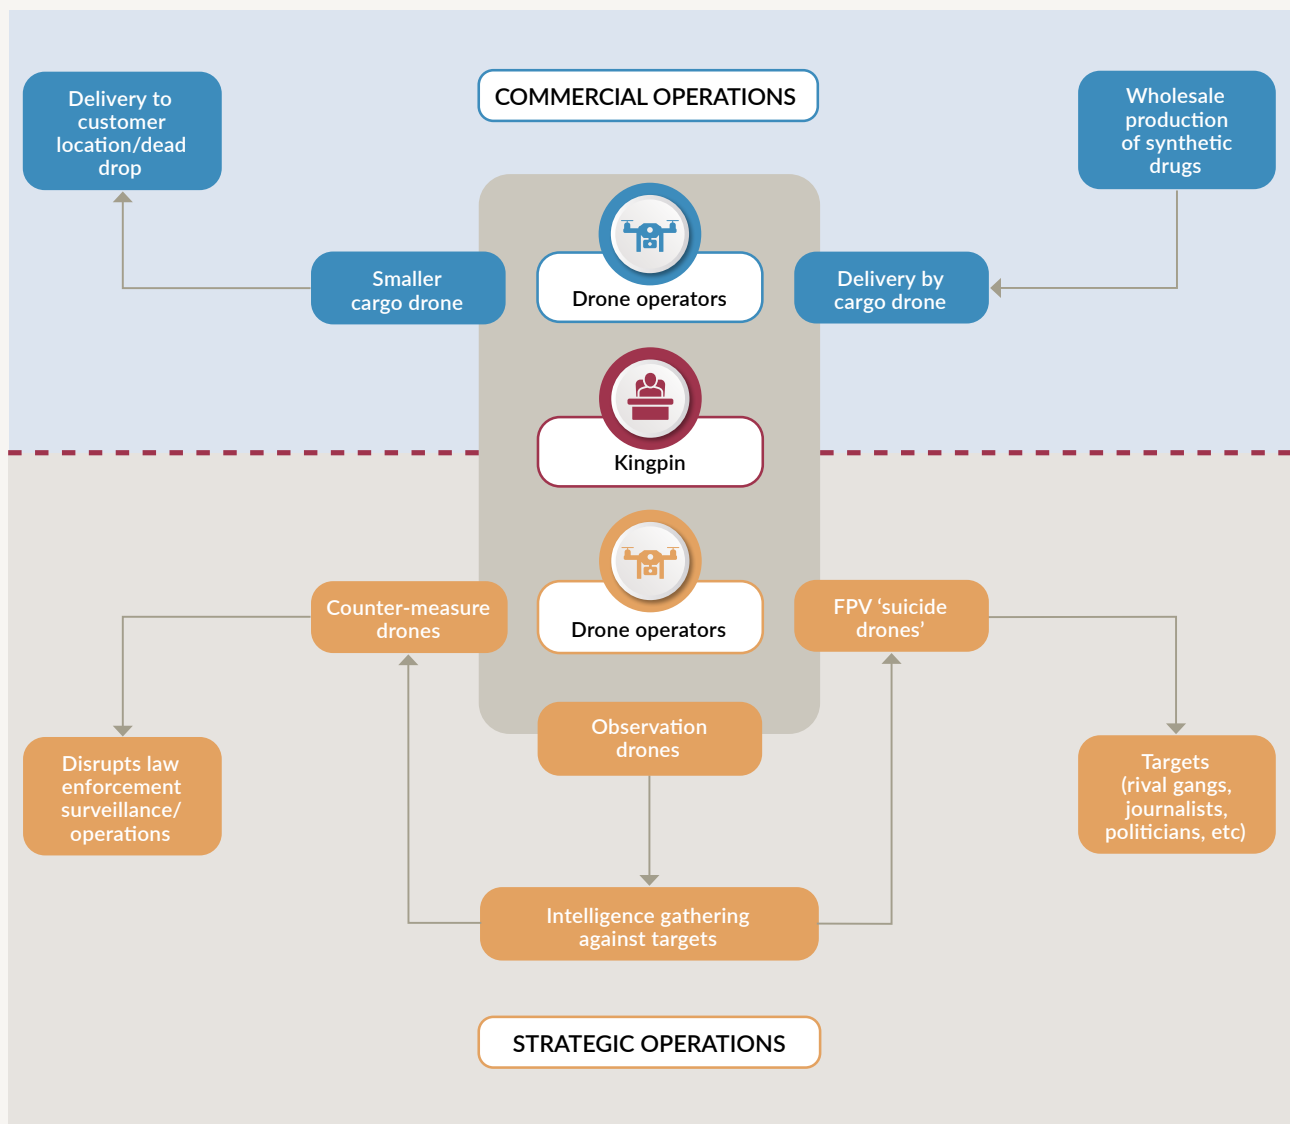 COMMERCIAL OPERATIONS
Delivery to
customer
location/dead
drop
Wholesale
production
of synthetic
drugs
Smaller
cargo drone
Drone operators
Delivery by
cargo drone
Kingpin
Counter-measure
drones
Drone operators
FPV ‘suicide
drones’
Observation
drones
Disrupts law
enforcement
surveillance/
operations
Targets
(rival gangs,
journalists,
politicians, etc)
Intelligence gathering
against targets
STRATEGIC OPERATIONS